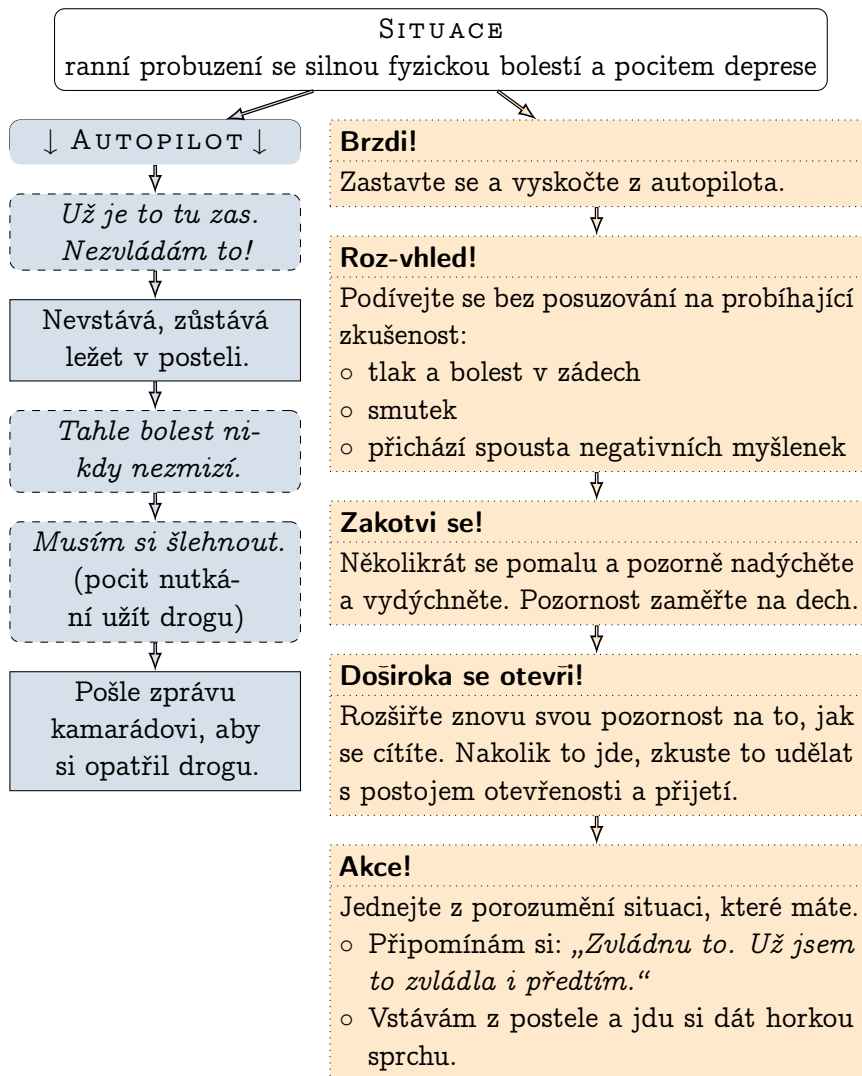 SITUACE
ranní probuzení se silnou fyzickou bolestí a pocitem deprese
↓ AUTOPILOT ↓
Už je to tu zas.
Nezvládám to!
Nevstává, zůstává
ležet v posteli.
Tahle bolest ni-
kdy nezmizí.
Musím si šlehnout.
(pocit nutká-
ní užít drogu)
Pošle zprávu
kamarádovi, aby
si opatřil drogu.
Brzdi!
Zastavte se a vyskočte z autopilota.
Roz-vhled!
Podívejte se bez posuzování na probíhající
zkušenost:
◦ tlak a bolest v zádech
◦ smutek
◦ přichází spousta negativních myšlenek
Zakotvi se!
Několikrát se pomalu a pozorně nadýchěte
a vydýchněte. Pozornost zaměřte na dech.
Doširoka se otevři!
Rozšiřte znovu svou pozornost na to, jak
se cítíte. Nakolik to jde, zkuste to udělat
s postojem otevřenosti a přijetí.
Akce!
Jednejte z porozumění situaci, které máte.
◦ Připomínám si: „Zvládnu to. Už jsem
to zvládla i předtím.“
◦ Vstávám z postele a jdu si dát horkou
sprchu.